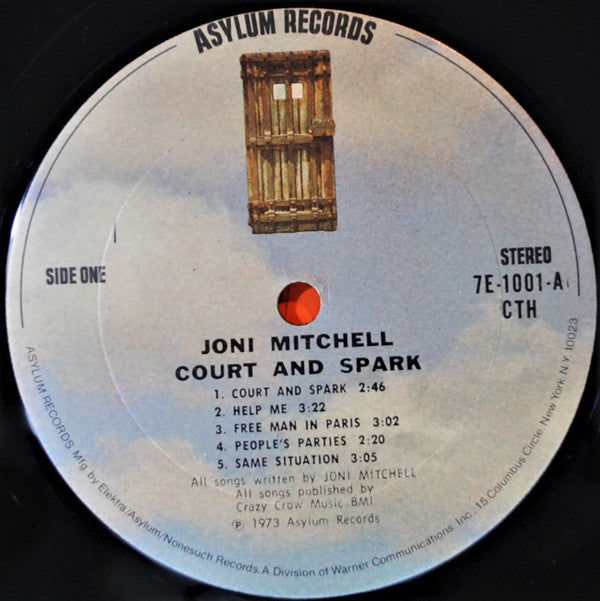 ASYLUM RECORDS
SIDE ONE
STEREO
7E-1001-A
CTH
JONI MITCHELL
COURT AND SPARK
1. COURT AND SPARK 2:46
2. HELP ME 3:22
3. FREE MAN IN PARIS 3:02
4. PEOPLE'S PARTIES 2:20
5. SAME SITUATION 3:05
All songs written by JONI MITCHELL
All songs published by
Crazy Crow Music BMI
℗ 1973 Asylum Records
ASYLUM RECORDS Mfg. by Elektra/Asylum/Nonesuch Records. A Division of Warner Communications Inc. 15 Columbus Circle, New York N.Y. 10023